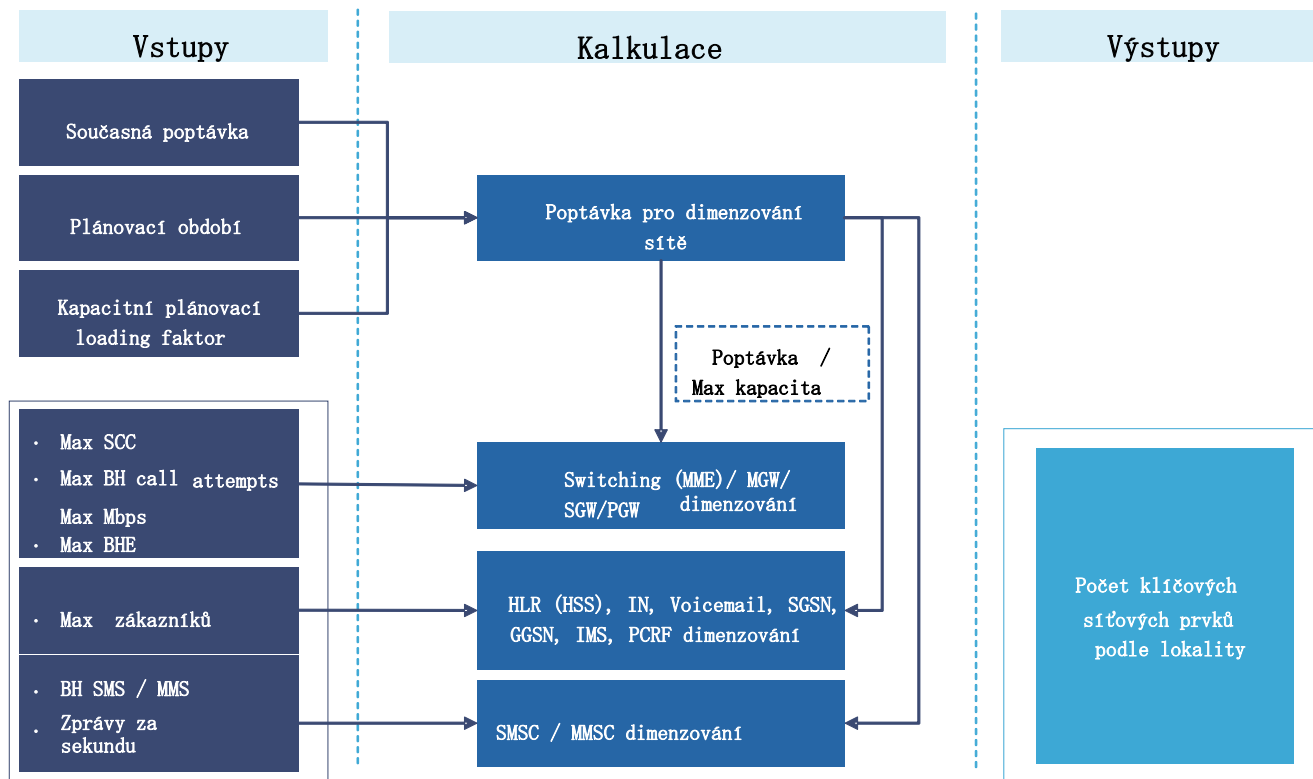 Vstupy
Kalkulace
Výstupy
Současná poptávka
Plánovací období
Kapacitní plánovací
loading faktor
Poptávka pro dimenzování
sítě
Poptávka /
Max kapacita
· Max SCC
· Max BH call attempts
Max Mbps
· Max BHE
Switching (MME)/ MGW/
SGW/PGW dimenzování
· Max zákazníků
HLR (HSS), IN, Voicemail, SGSN,
GGSN, IMS, PCRF dimenzování
· BH SMS / MMS
· Zprávy za
sekundu
SMSC / MMSC dimenzování
Počet klíčových
síťových prvků
podle lokality